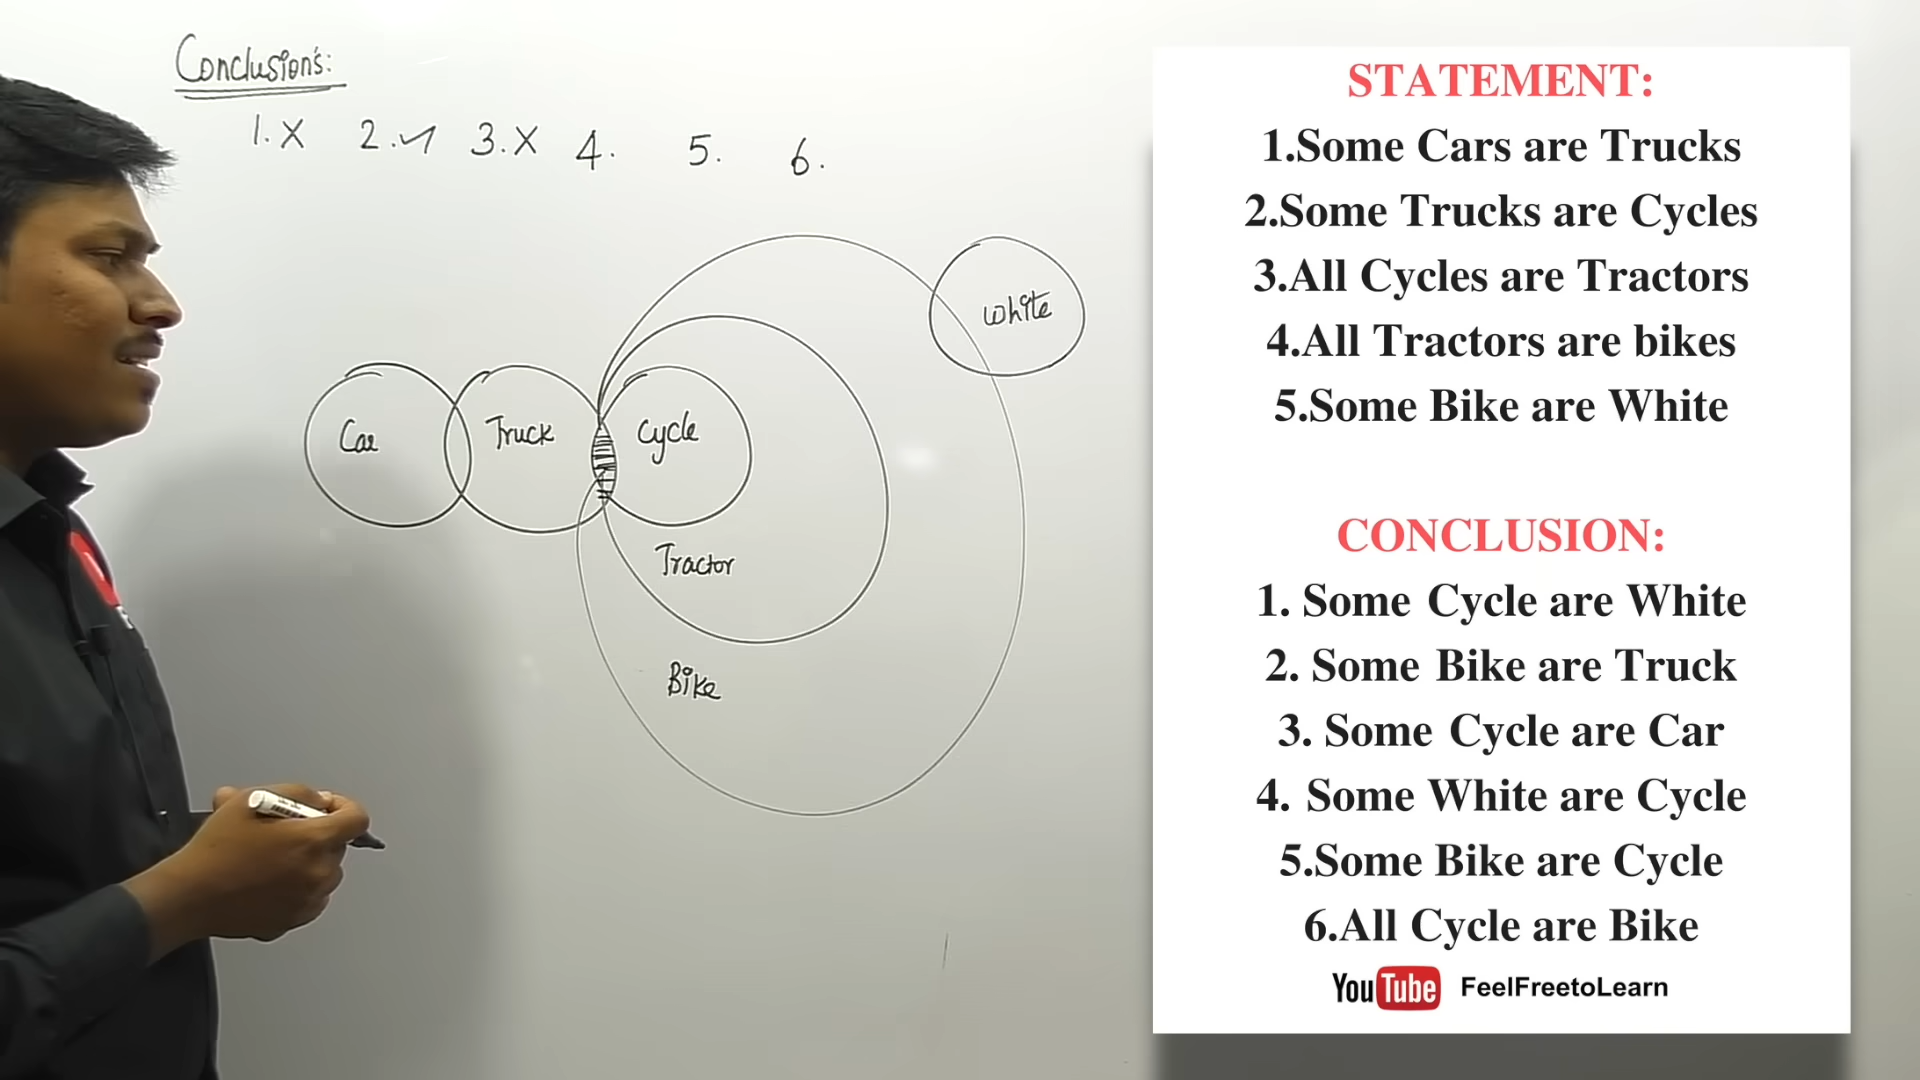 Conclusion's:
1. X 2. ✓ 3. X 4. 5. 6.
White
Car Truck Cycle
Tractor
Bike
STATEMENT:
1.Some Cars are Trucks
2.Some Trucks are Cycles
3.All Cycles are Tractors
4.All Tractors are bikes
5.Some Bike are White
CONCLUSION:
1. Some Cycle are White
2. Some Bike are Truck
3. Some Cycle are Car
4. Some White are Cycle
5.Some Bike are Cycle
6.All Cycle are Bike
YouTube FeelFreetoLearn